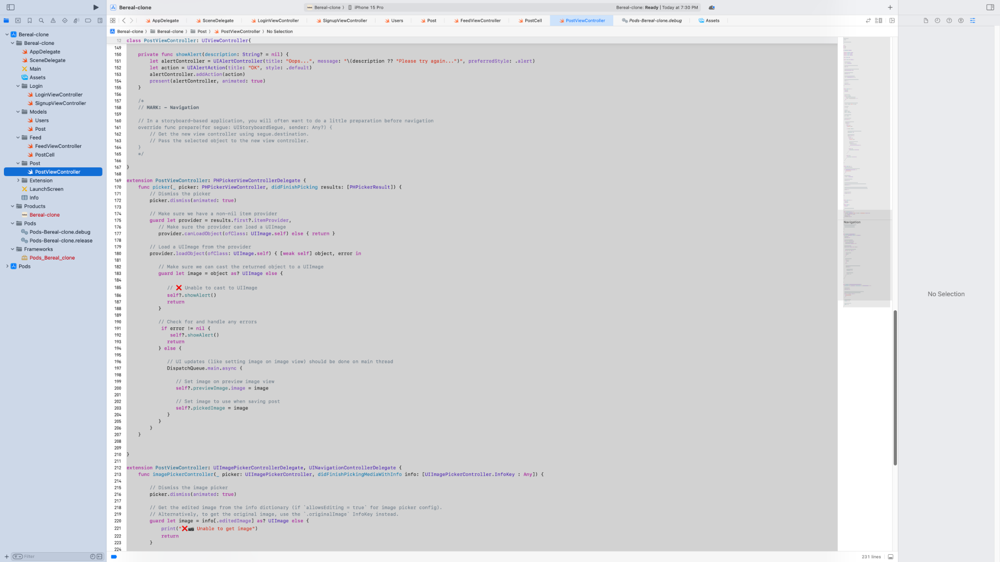 Bereal-clone
Bereal-clone 〉 iPhone 15 Pro
Bereal-clone: Ready | Today at 7:30 PM
AppDelegate SceneDelegate LoginViewController SignupViewController Users Post FeedViewController PostCell PostViewController Pods-Bereal-clone.debug Assets
Bereal-clone 〉 Bereal-clone 〉 Post 〉 PostViewController 〉 No Selection
Bereal-clone
Bereal-clone
AppDelegate
SceneDelegate
Main
Assets
Login
LoginViewController
SignupViewController
Models
Users
Post
Feed
FeedViewController
PostCell
Post
PostViewController
Extension
LaunchScreen
Info
Products
Bereal-clone
Pods
Pods-Bereal-clone.debug
Pods-Bereal-clone.release
Frameworks
Pods_Bereal_clone
Pods
Filter
12 class PostViewController: UIViewController{
149
150 private func showAlert(description: String? = nil) {
151 let alertController = UIAlertController(title: "Oops...", message: "\(description ?? "Please try again...")", preferredStyle: .alert)
152 let action = UIAlertAction(title: "OK", style: .default)
153 alertController.addAction(action)
154 present(alertController, animated: true)
155 }
156
157 /*
158 // MARK: - Navigation
159
160 // In a storyboard-based application, you will often want to do a little preparation before navigation
161 override func prepare(for segue: UIStoryboardSegue, sender: Any?) {
162 // Get the new view controller using segue.destination.
163 // Pass the selected object to the new view controller.
164 }
165 */
166
167 }
168
169 extension PostViewController: PHPickerViewControllerDelegate {
170 func picker(_ picker: PHPickerViewController, didFinishPicking results: [PHPickerResult]) {
171 // Dismiss the picker
172 picker.dismiss(animated: true)
173
174 // Make sure we have a non-nil item provider
175 guard let provider = results.first?.itemProvider,
176 // Make sure the provider can load a UIImage
177 provider.canLoadObject(ofClass: UIImage.self) else { return }
178
179 // Load a UIImage from the provider
180 provider.loadObject(ofClass: UIImage.self) { [weak self] object, error in
181
182 // Make sure we can cast the returned object to a UIImage
183 guard let image = object as? UIImage else {
184
185 // ❌ Unable to cast to UIImage
186 self?.showAlert()
187 return
188 }
189
190 // Check for and handle any errors
191 if error != nil {
192 self?.showAlert()
193 return
194 } else {
195
196 // UI updates (like setting image on image view) should be done on main thread
197 DispatchQueue.main.async {
198
199 // Set image on preview image view
200 self?.previewImage.image = image
201
202 // Set image to use when saving post
203 self?.pickedImage = image
204 }
205 }
206 }
207 }
208
209
210 }
211
212 extension PostViewController: UIImagePickerControllerDelegate, UINavigationControllerDelegate {
213 func imagePickerController(_ picker: UIImagePickerController, didFinishPickingMediaWithInfo info: [UIImagePickerController.InfoKey : Any]) {
214
215 // Dismiss the image picker
216 picker.dismiss(animated: true)
217
218 // Get the edited image from the info dictionary (if `allowsEditing = true` for image picker config).
219 // Alternatively, to get the original image, use the `.originalImage` InfoKey instead.
220 guard let image = info[.editedImage] as? UIImage else {
221 print("❌📷 Unable to get image")
222 return
223 }
224
Navigation
No Selection
231 lines